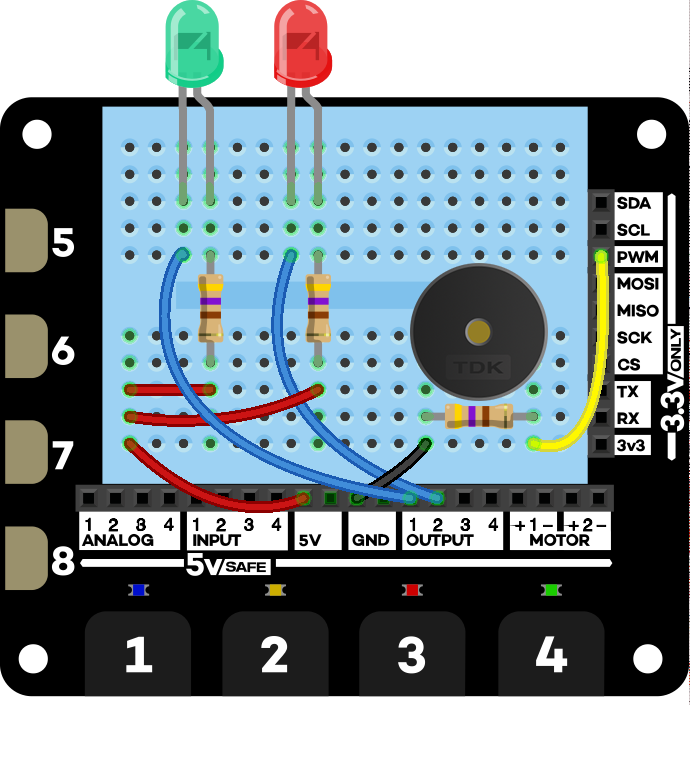 5
6
7
8
SDA
SCL
PWM
MOSI
MISO
SCK
CS
TX
RX
3v3
3.3v/ONLY
TDK
1 2 3 4 1 2 3 4 1 2 3 4 +1- +2-
ANALOG INPUT 5V GND OUTPUT MOTOR
5v/SAFE
1 2 3 4